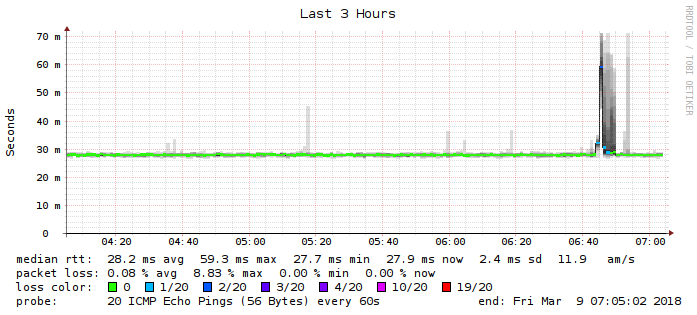 Last 3 Hours
RRDTOOL / TOBI OETIKER
Seconds
70 m
60 m
50 m
40 m
30 m
20 m
10 m
0
04:20 04:40 05:00 05:20 05:40 06:00 06:20 06:40 07:00
median rtt: 28.2 ms avg 59.3 ms max 27.7 ms min 27.9 ms now 2.4 ms sd 11.9 am/s
packet loss: 0.08 % avg 8.83 % max 0.00 % min 0.00 % now
loss color: 0 1/20 2/20 3/20 4/20 10/20 19/20
probe: 20 ICMP Echo Pings (56 Bytes) every 60s end: Fri Mar 9 07:05:02 2018